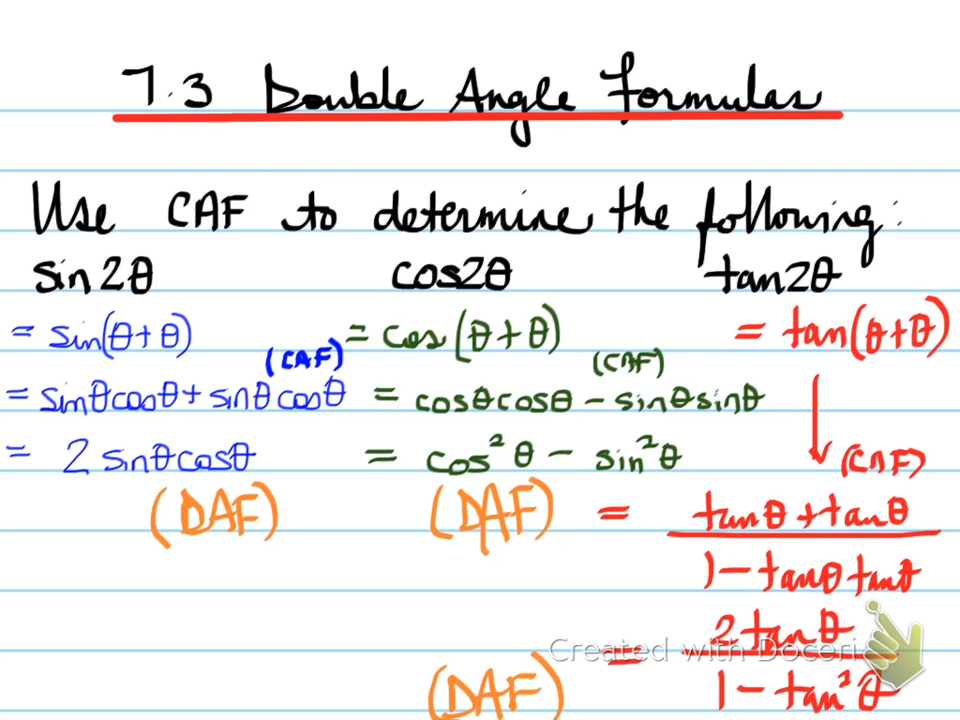 7.3 Double Angle Formulas
Use CAF to determine the following:
sin2θ cos2θ tan2θ
= sin(θ+θ) = cos(θ+θ) = tan(θ+θ)
(CAF) (CAF)
= sinθcosθ + sinθcosθ = cosθcosθ − sinθsinθ
= 2 sinθcosθ = cos²θ − sin²θ (CAF)
(DAF) (DAF) = tanθ + tanθ
1 − tanθ tanθ
2 tanθ
Created with Doceri =
(DAF) 1 − tan²θ